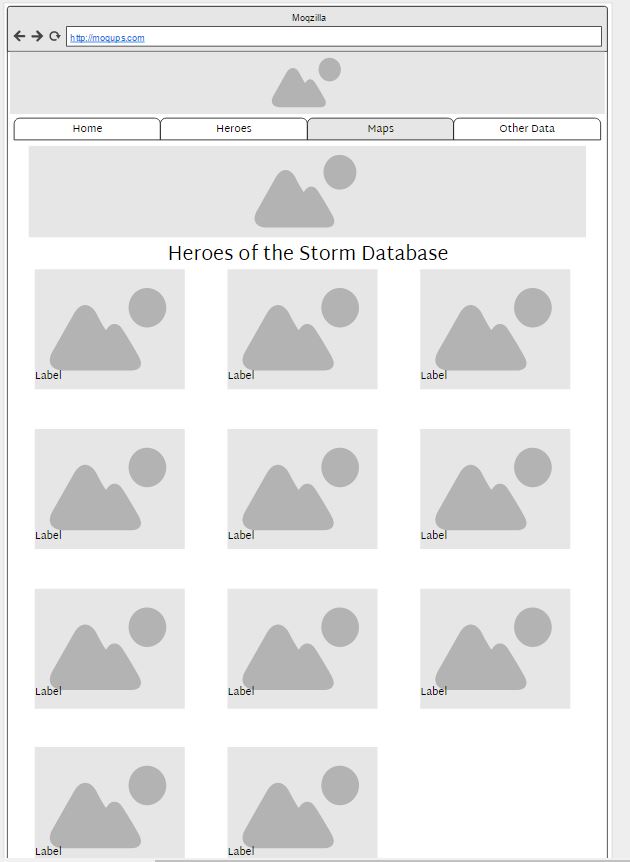 Moqzilla
http://moqups.com
Home Heroes Maps Other Data
Heroes of the Storm Database
Label Label Label
Label Label Label
Label Label Label
Label Label